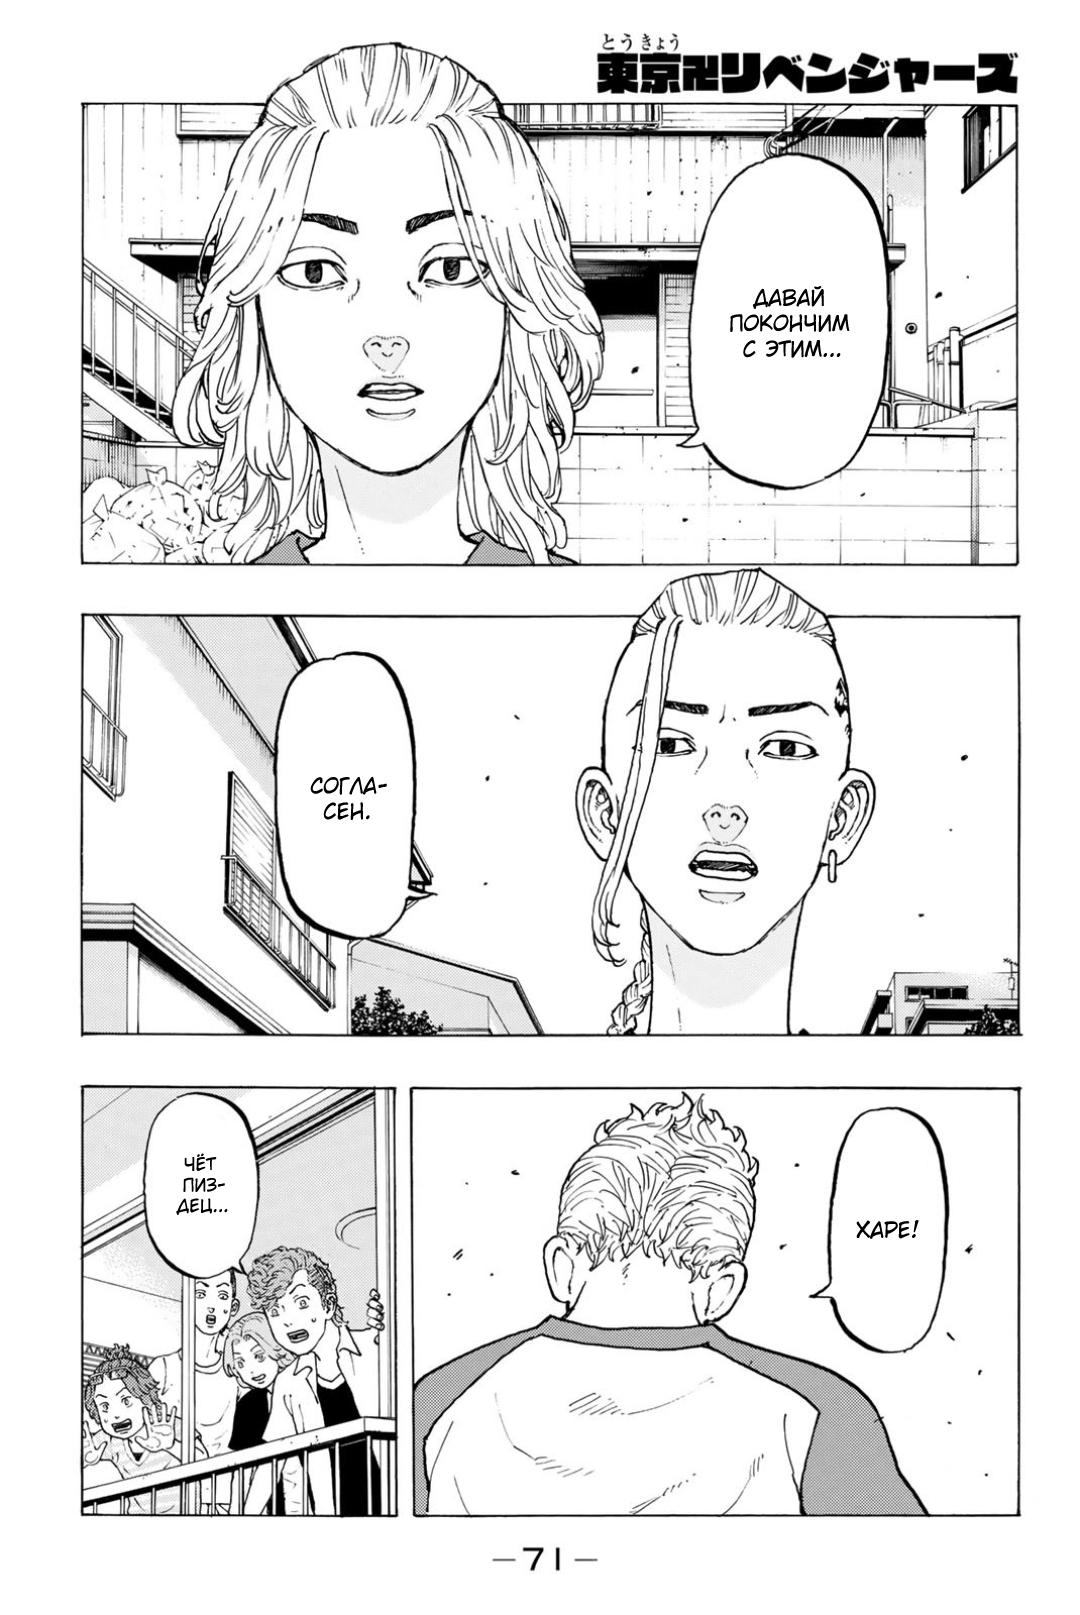 とうきょう
東京卍リベンジャーズ
ДАВАЙ
ПОКОНЧИМ
С ЭТИМ...
СОГЛА-
СЕН.
ХАРЕ!
ЧЁТ
ПИЗ-
ДЕЦ...
—71—